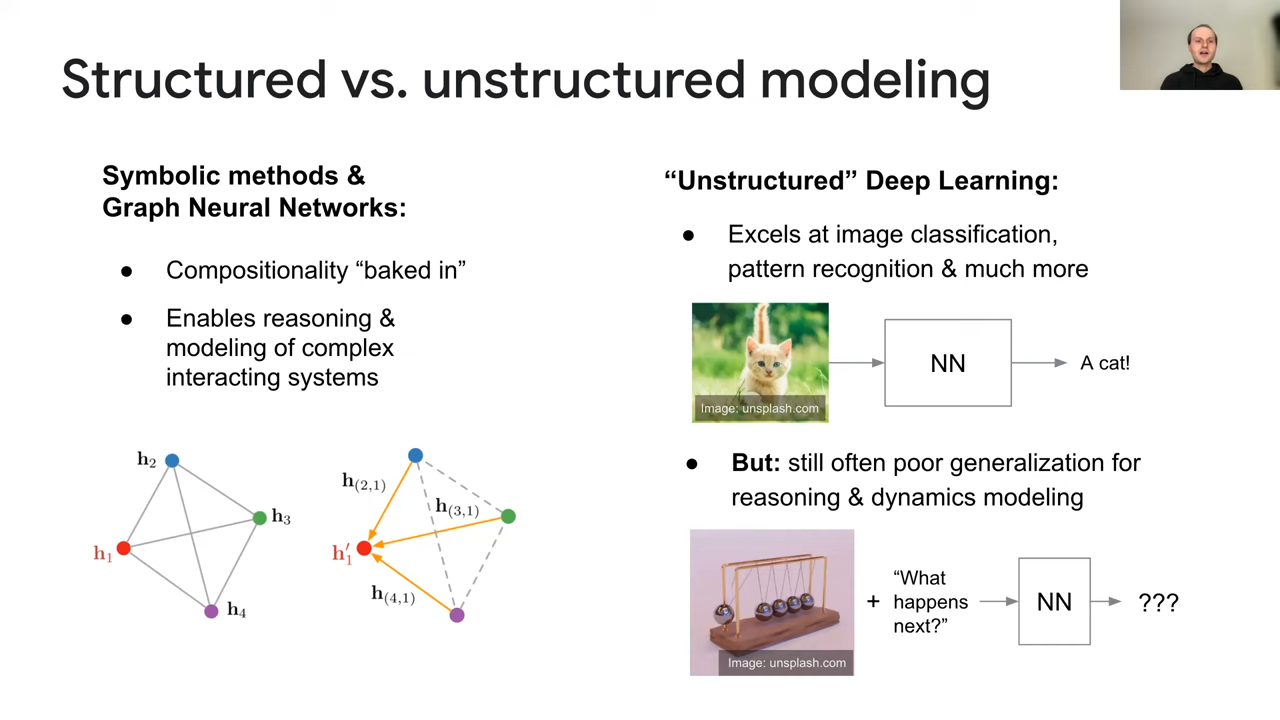 Structured vs. unstructured modeling
Symbolic methods &
Graph Neural Networks:
● Compositionality “baked in”
● Enables reasoning &
modeling of complex
interacting systems
h2
h3
h1
h4
h(2,1)
h(3,1)
h′1
h(4,1)
“Unstructured” Deep Learning:
● Excels at image classification,
pattern recognition & much more
Image: unsplash.com
NN
A cat!
● But: still often poor generalization for
reasoning & dynamics modeling
Image: unsplash.com
+
“What
happens
next?”
NN
???